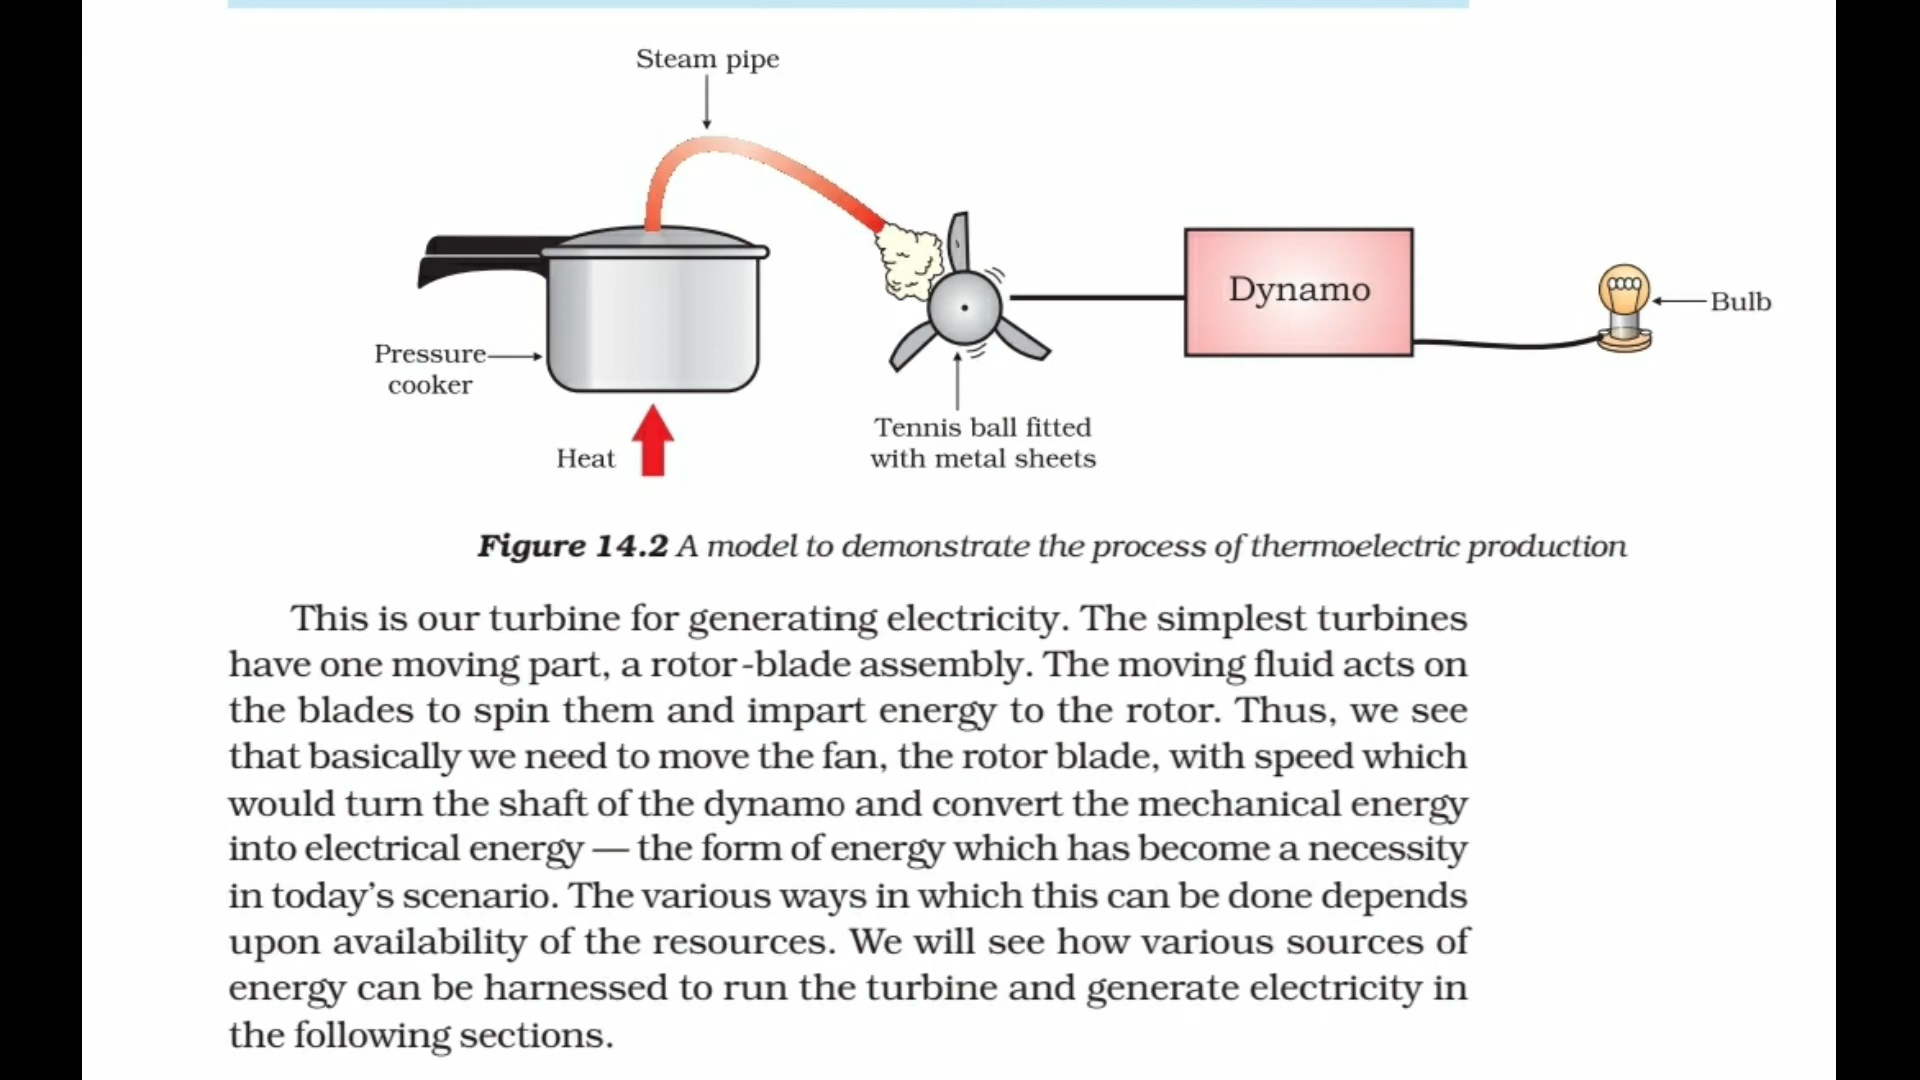 Steam pipe
Dynamo
Bulb
Pressure
cooker
Tennis ball fitted
with metal sheets
Heat
Figure 14.2 A model to demonstrate the process of thermoelectric production
This is our turbine for generating electricity. The simplest turbines
have one moving part, a rotor-blade assembly. The moving fluid acts on
the blades to spin them and impart energy to the rotor. Thus, we see
that basically we need to move the fan, the rotor blade, with speed which
would turn the shaft of the dynamo and convert the mechanical energy
into electrical energy — the form of energy which has become a necessity
in today's scenario. The various ways in which this can be done depends
upon availability of the resources. We will see how various sources of
energy can be harnessed to run the turbine and generate electricity in
the following sections.